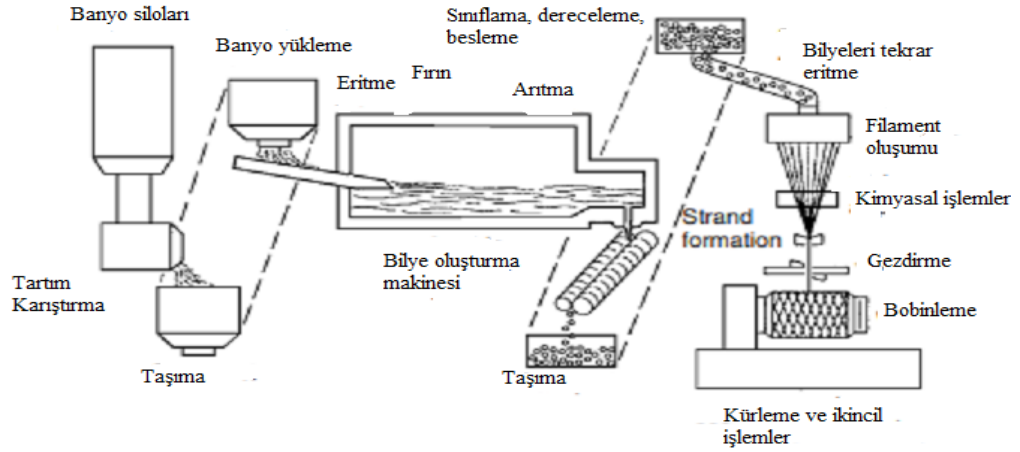 Banyo siloları
Tartım
Karıştırma
Taşıma
Banyo yükleme
Eritme
Fırın
Arıtma
Bilye oluşturma
makinesi
Sınıflama, dereceleme,
besleme
Taşıma
Bilyeleri tekrar
eritme
Filament
oluşumu
Kimyasal işlemler
Strand
formation
Gezdirme
Bobinleme
Kürleme ve ikincil
işlemler